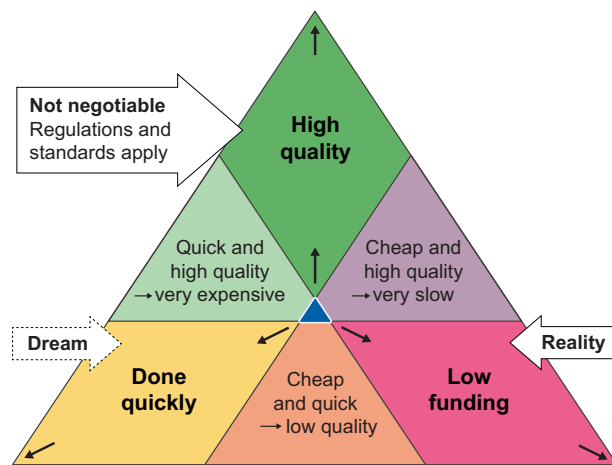 Not negotiable
Regulations and
standards apply
High
quality
Quick and
high quality
→ very expensive
Cheap and
high quality
→ very slow
Dream
Reality
Done
quickly
Cheap
and quick
→ low quality
Low
funding